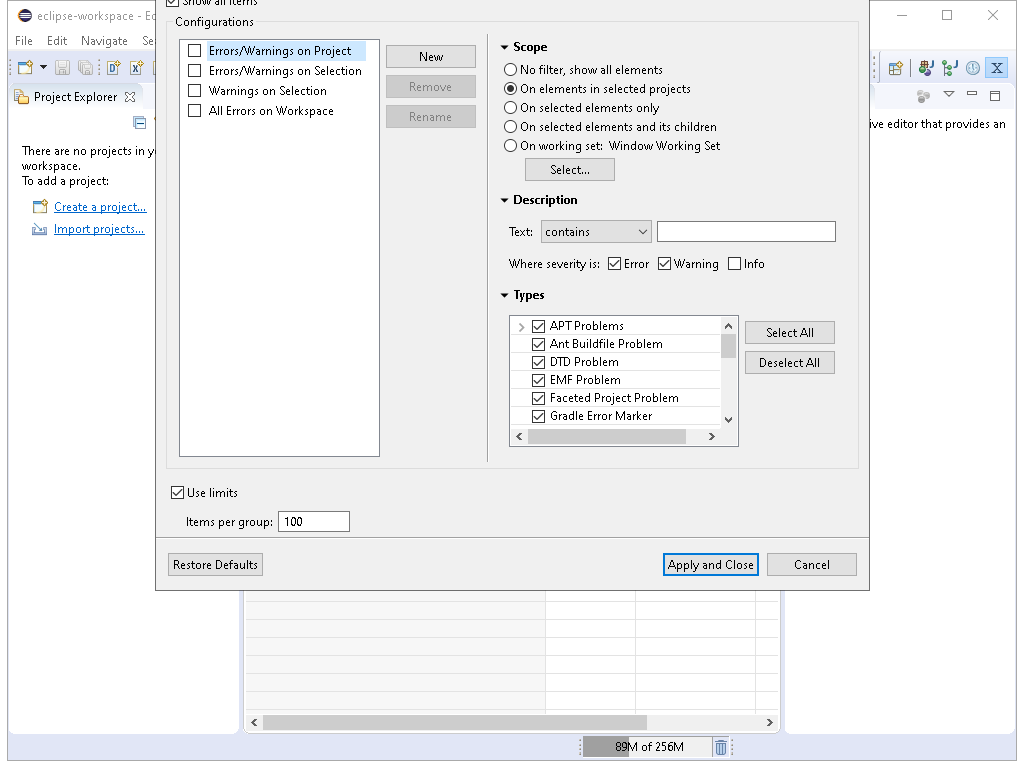 eclipse-workspace - Ec
Show all items
File Edit Navigate Se
Configurations
Errors/Warnings on Project
Errors/Warnings on Selection
Warnings on Selection
All Errors on Workspace
New
Remove
Rename
Scope
No filter, show all elements
On elements in selected projects
On selected elements only
On selected elements and its children
On working set: Window Working Set
Select...
Description
Text: contains
Where severity is: Error Warning Info
Types
APT Problems
Ant Buildfile Problem
DTD Problem
EMF Problem
Faceted Project Problem
Gradle Error Marker
Select All
Deselect All
Use limits
Items per group: 100
Restore Defaults
Apply and Close
Cancel
Project Explorer
There are no projects in y
workspace.
To add a project:
Create a project...
Import projects...
ive editor that provides an
89M of 256M